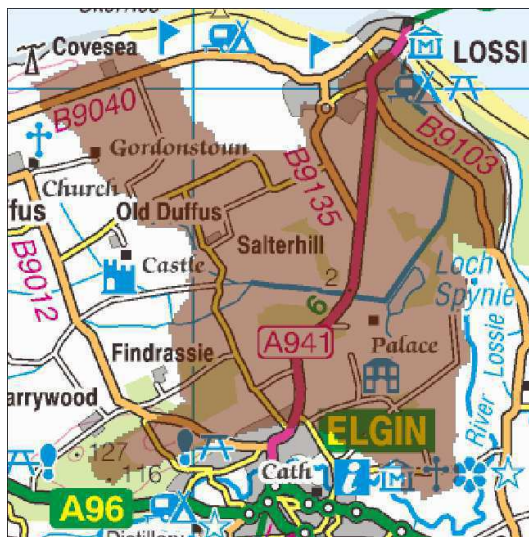 Covesea
LOSSI
B9040
B9103
Gordonstoun
B9135
Church
ffus
Old Duffus
Salterhill
B9012
Castle
2
6
Loch
Spynie
A941
Palace
Findrassie
River Lossie
arrywood
ELGIN
127
116
Cath
A96
Distillery